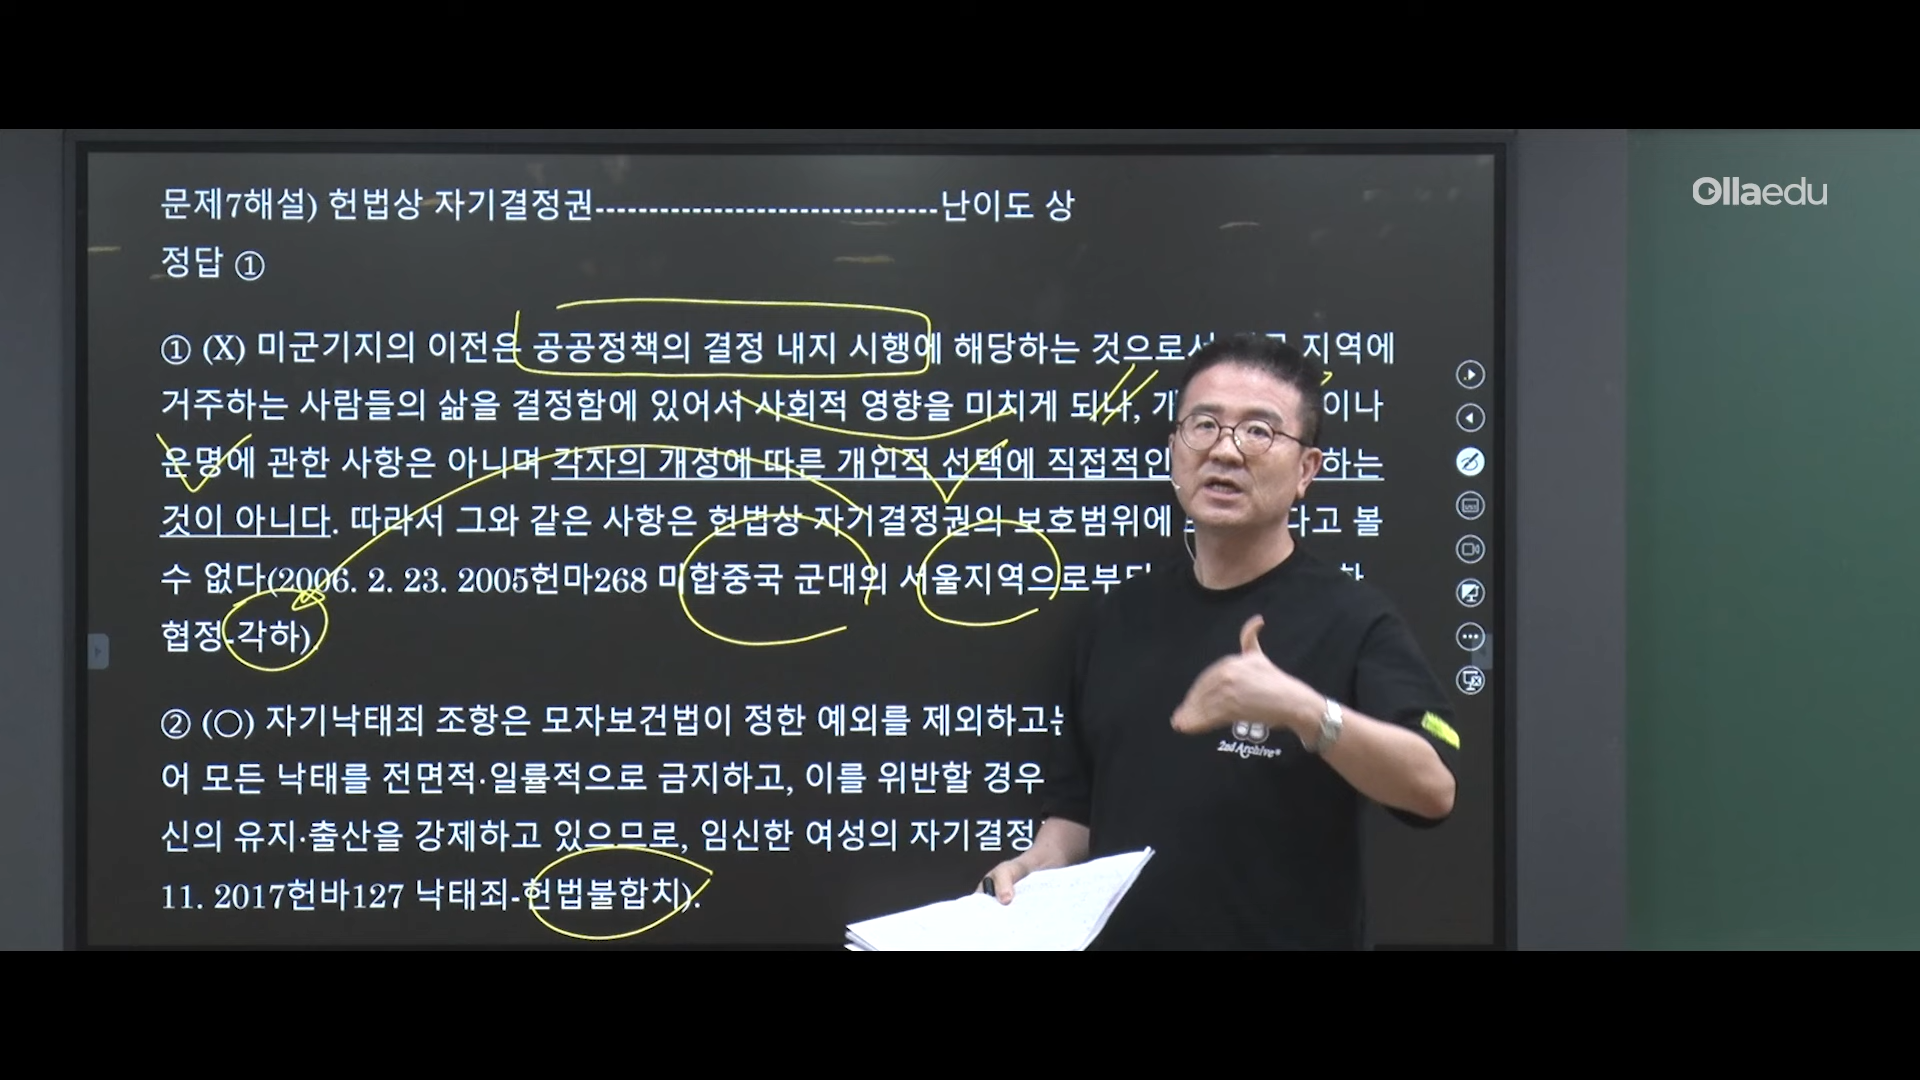 Ollaedu
문제7해설) 헌법상 자기결정권--------------------------------난이도 상
정답 ①
① (X) 미군기지의 이전은 공공정책의 결정 내지 시행에 해당하는 것으로서 지역에
거주하는 사람들의 삶을 결정함에 있어서 사회적 영향을 미치게 되나, 이나
운명에 관한 사항은 아니며 각자의 개성에 따른 개인적 선택에 직접적인 하는
것이 아니다. 따라서 그와 같은 사항은 헌법상 자기결정권의 보호범위에 다고 볼
수 없다(2006. 2. 23. 2005헌마268 미합중국 군대의 서울지역으로부터
협정-각하).
② (○) 자기낙태죄 조항은 모자보건법이 정한 예외를 제외하고는
어 모든 낙태를 전면적·일률적으로 금지하고, 이를 위반할 경우
신의 유지·출산을 강제하고 있으므로, 임신한 여성의 자기결정
11. 2017헌바127 낙태죄-헌법불합치).
2nd Archive